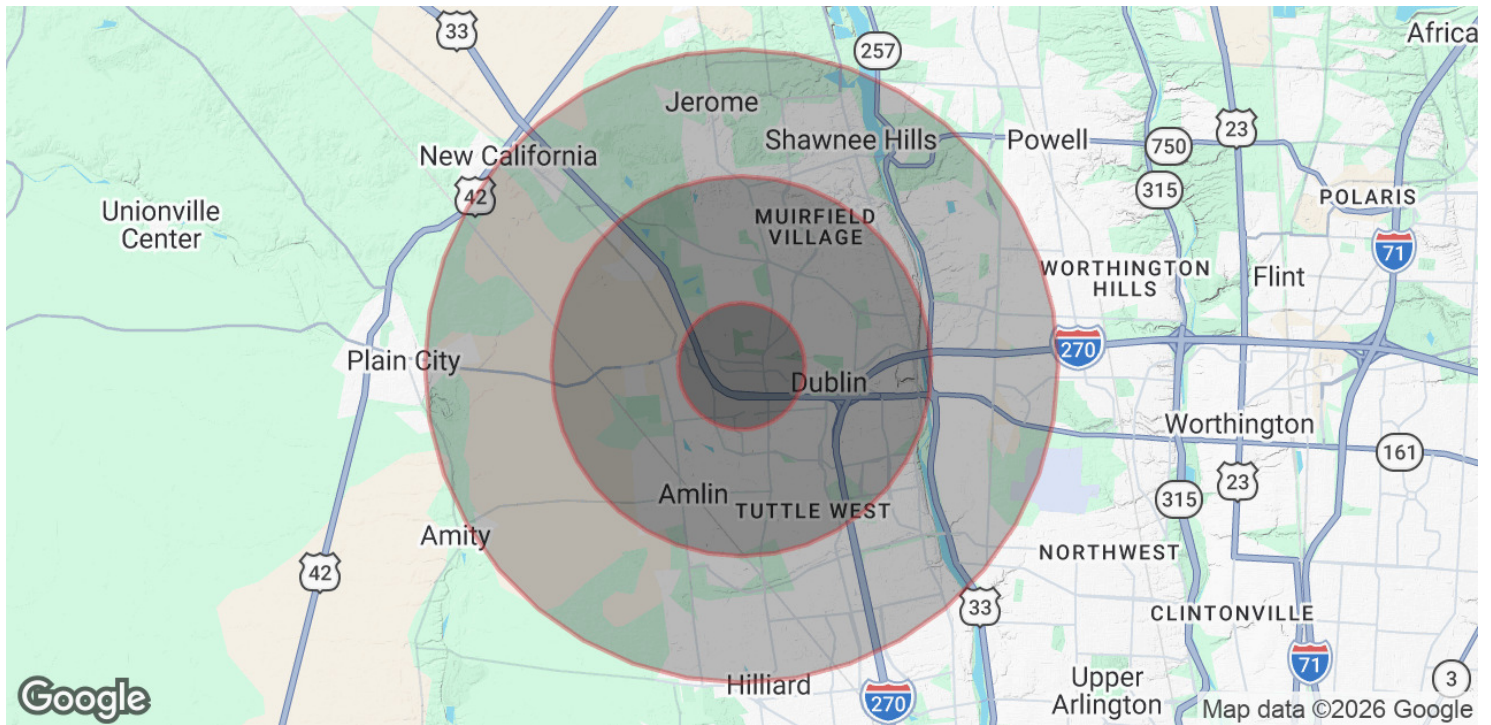 33
257
Africa
Jerome
Shawnee Hills
Powell
750
23
New California
42
315
POLARIS
Unionville
Center
MUIRFIELD
VILLAGE
71
WORTHINGTON
HILLS
Flint
270
Plain City
Dublin
Worthington
161
23
315
Amlin
TUTTLE WEST
Amity
NORTHWEST
42
33
CLINTONVILLE
71
Hilliard
270
Upper
Arlington
3
Google
Map data ©2026 Google